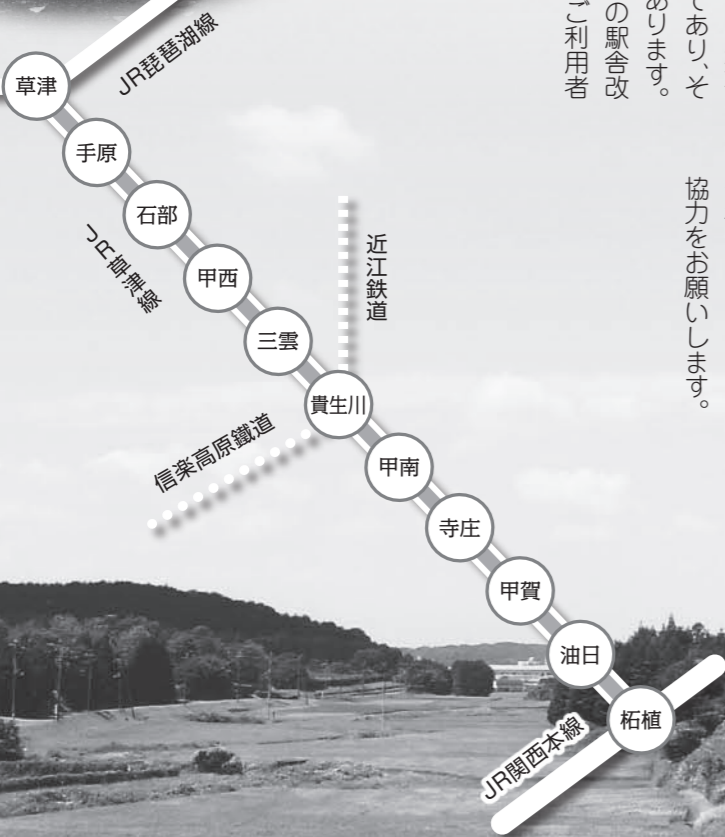 であり、そ
あります。
の駅舎改
ご利用者
協力をお願いします。
JR琵琶湖線
草津
手原
石部
JR草津線
甲西
三雲
近江鉄道
貴生川
信楽高原鐵道
甲南
寺庄
甲賀
油日
柘植
JR関西本線